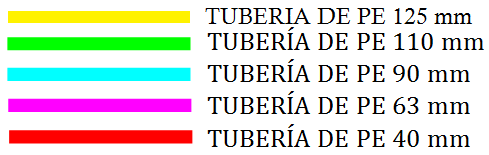 TUBERIA DE PE 125 mm
TUBERÍA DE PE 110 mm
TUBERÍA DE PE 90 mm
TUBERÍA DE PE 63 mm
TUBERÍA DE PE 40 mm